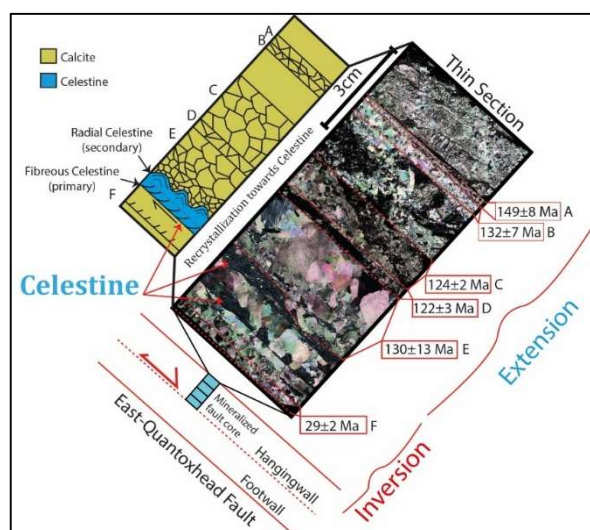 Calcite
Celestine
A
B
C
D
E
F
Radial Celestine
(secondary)
Fibreous Celestine
(primary)
3cm
Thin Section
Recrystallization towards Celestine
Celestine
149±8 Ma A
132±7 Ma B
124±2 Ma C
122±3 Ma D
130±13 Ma E
29±2 Ma F
Extension
Inversion
Mineralized
fault core
Hangingwall
Footwall
East-Quantoxhead Fault